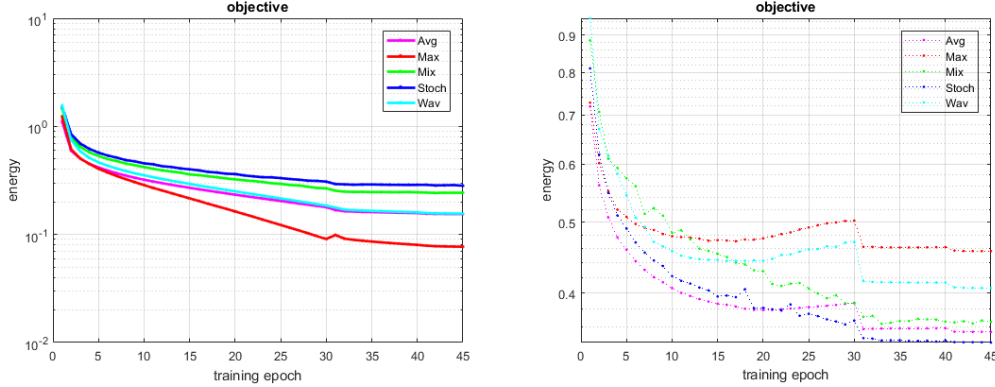 objective
10^1
10^0
10^-1
10^-2
energy
0
5
10
15
20
25
30
35
40
45
training epoch
Avg
Max
Mix
Stoch
Wav
objective
0.9
0.8
0.7
0.6
0.5
0.4
energy
0
5
10
15
20
25
30
35
40
45
training epoch
Avg
Max
Mix
Stoch
Wav